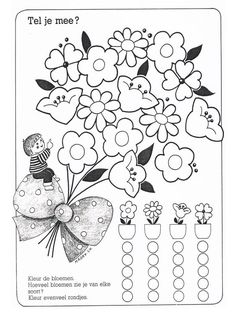 Tel je mee?
Kleur de bloemen.
Hoeveel bloemen zie je van elke
soort?
Kleur evenveel rondjes.